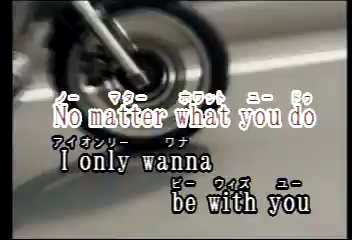 ノー マター ホワット ユー ドゥ
No matter what you do
アイオンリー ワナ
I only wanna
ビー ウィズ ユー
be with you